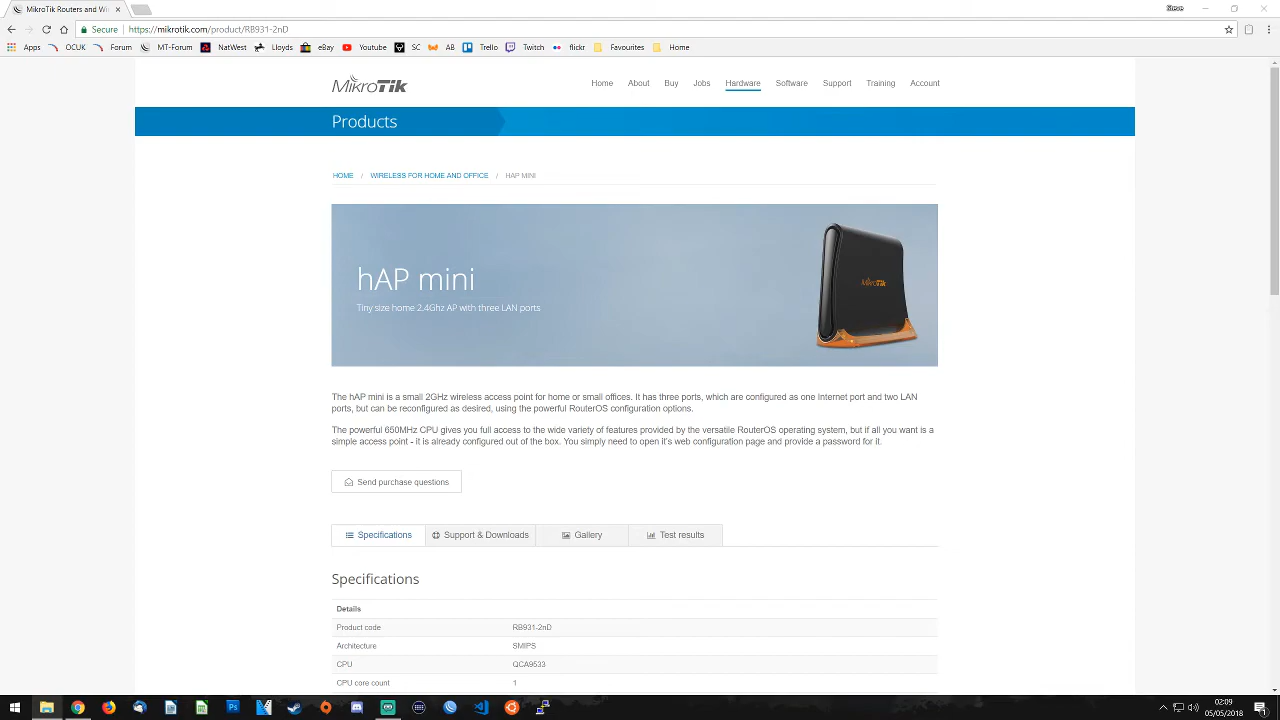 MikroTik Routers and Wi
Secure
https://mikrotik.com/product/RB931-2nD
Apps OCUK Forum MT-Forum NatWest Lloyds eBay Youtube SC AB Trello Twitch flickr Favourites Home
MikroTik
Home About Buy Jobs Hardware Software Support Training Account
Products
HOME / WIRELESS FOR HOME AND OFFICE / HAP MINI
hAP mini
Tiny size home 2.4Ghz AP with three LAN ports
MikroTik
The hAP mini is a small 2GHz wireless access point for home or small offices. It has three ports, which are configured as one Internet port and two LAN
ports, but can be reconfigured as desired, using the powerful RouterOS configuration options.
The powerful 650MHz CPU gives you full access to the wide variety of features provided by the versatile RouterOS operating system, but if all you want is a
simple access point - it is already configured out of the box. You simply need to open it's web configuration page and provide a password for it.
Send purchase questions
Specifications Support & Downloads Gallery Test results
Specifications
Details
Product code RB931-2nD
Architecture SMIPS
CPU QCA9533
CPU core count 1
02:09
05/05/2018